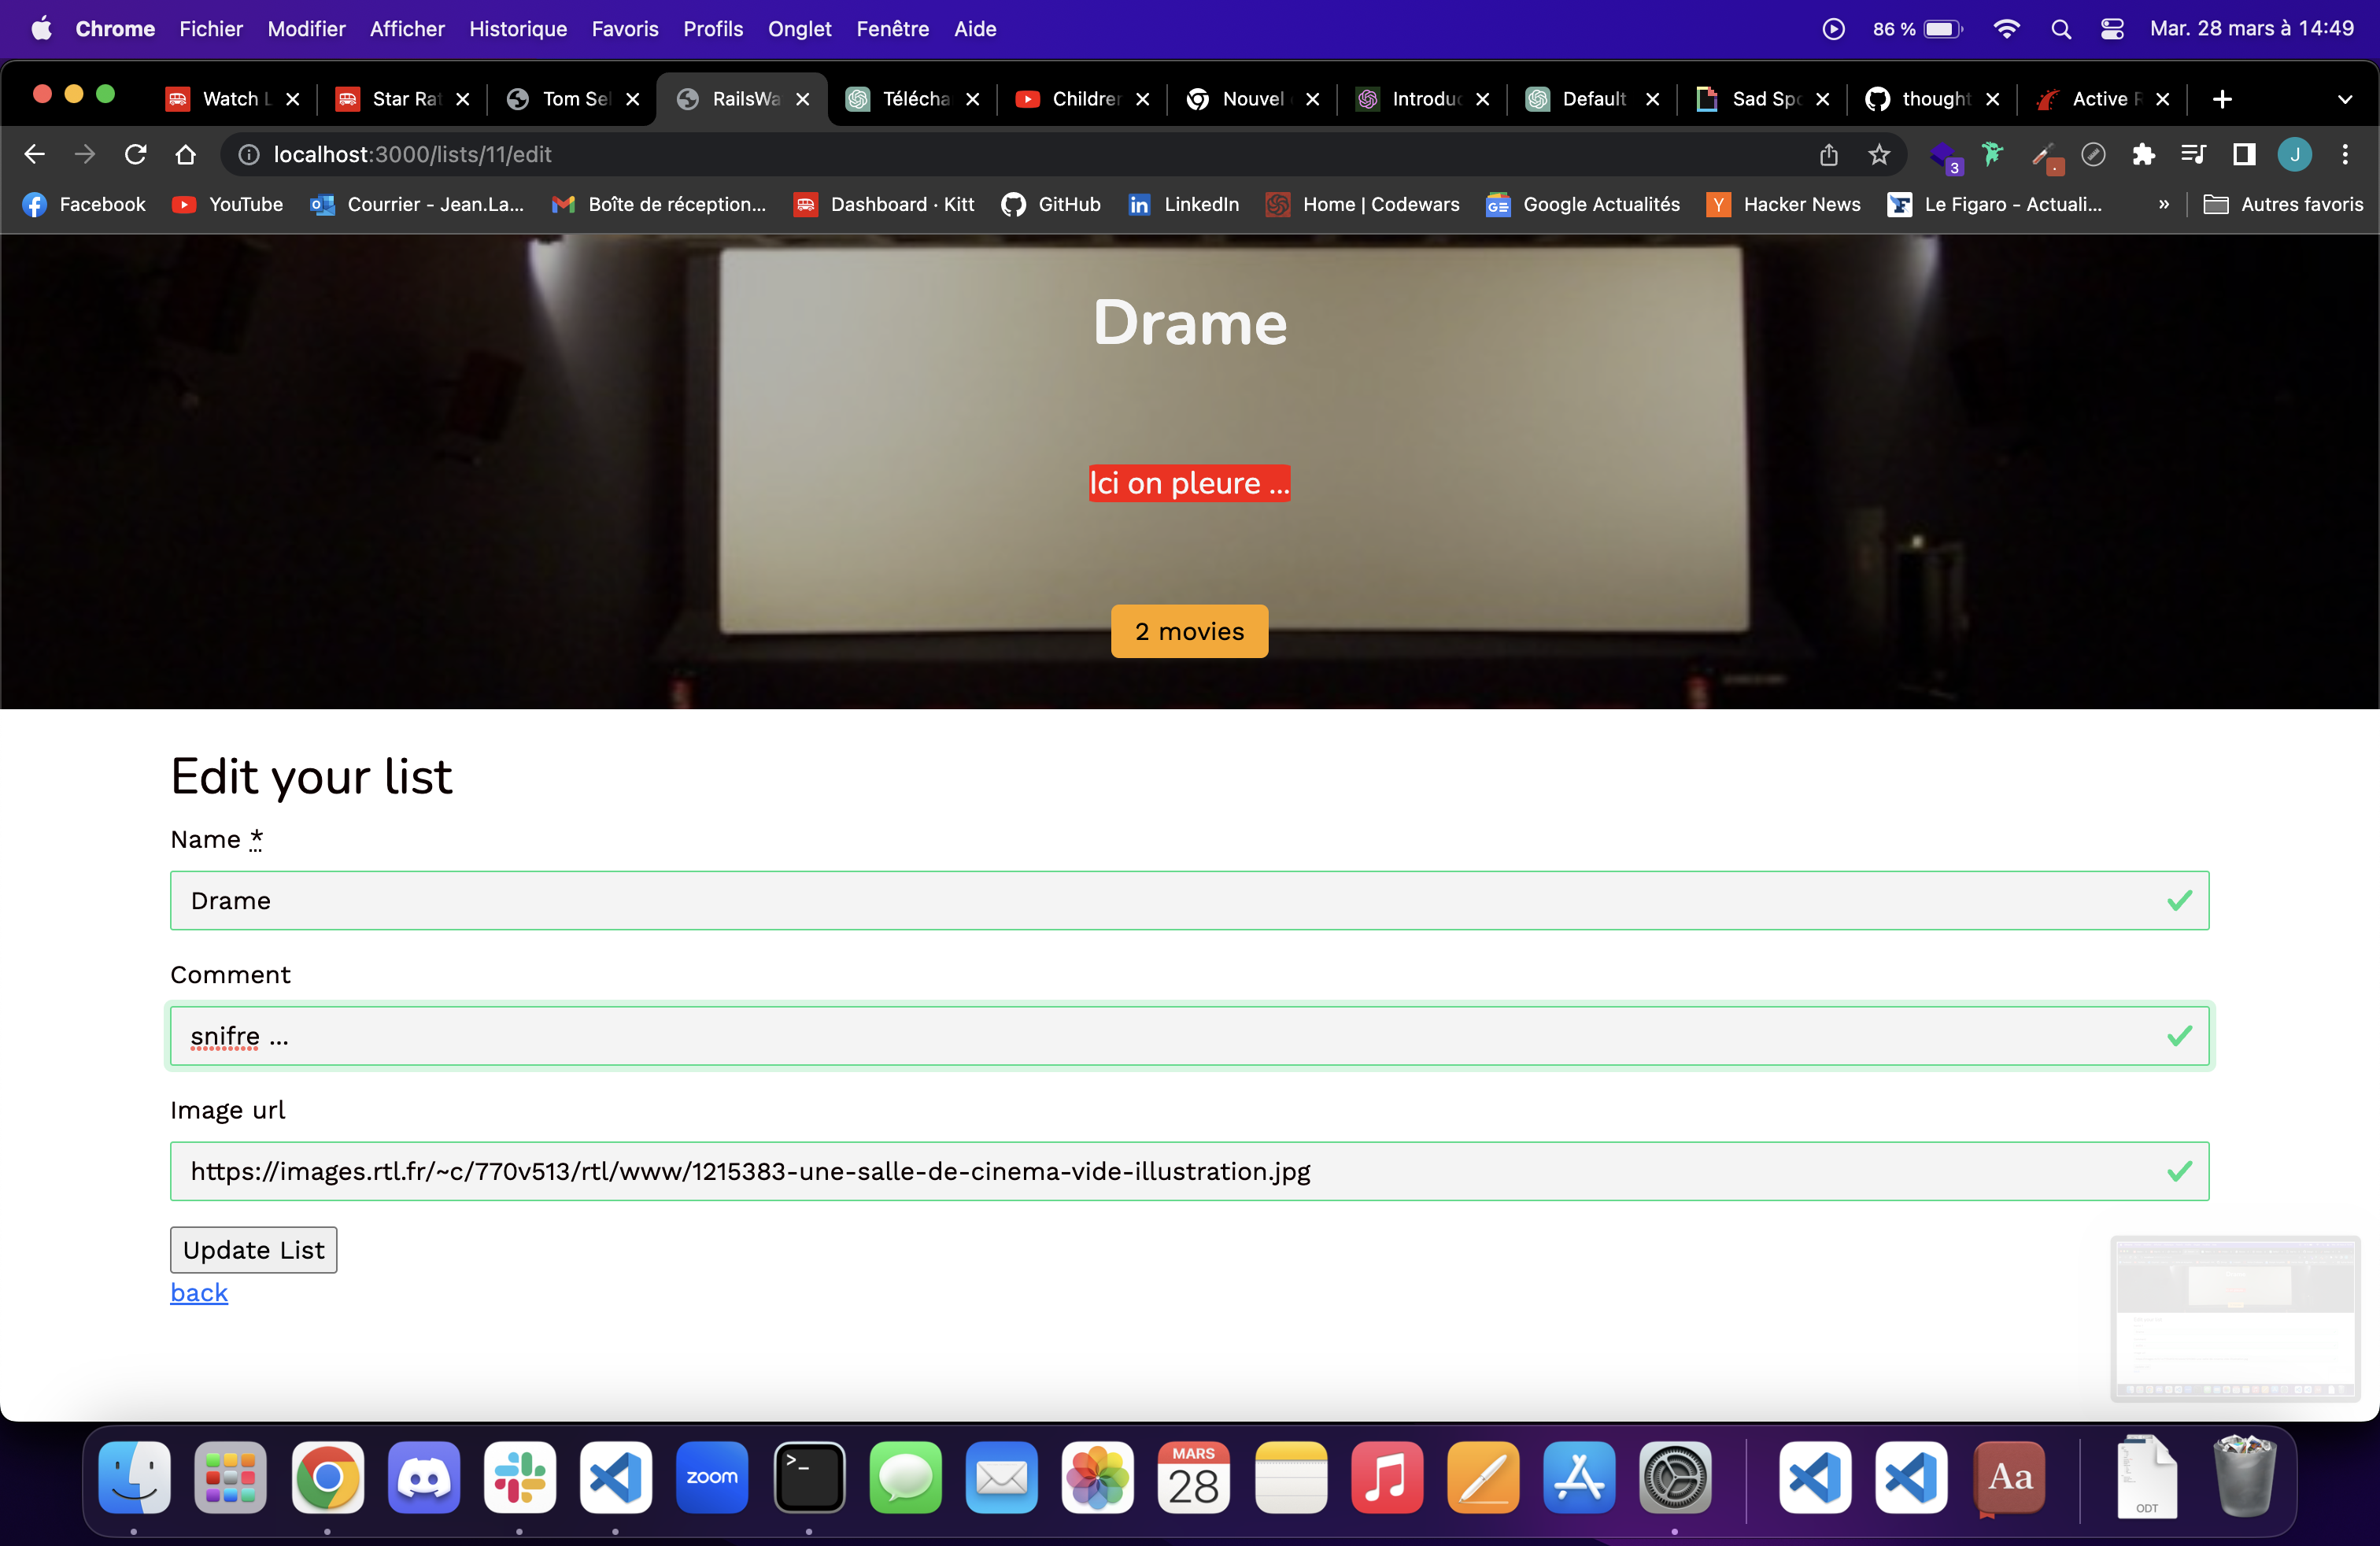 Chrome Fichier Modifier Afficher Historique Favoris Profils Onglet Fenêtre Aide 86 % Mar. 28 mars à 14:49
Watch L Star Rat Tom Sel RailsWa Télécha Childrer Nouvel Introduc Default Sad Spo thought Active R
localhost:3000/lists/11/edit 3 J
Facebook YouTube Courrier - Jean.La... Boîte de réception... Dashboard · Kitt GitHub LinkedIn Home | Codewars Google Actualités Hacker News Le Figaro - Actuali... » Autres favoris
Drame
Ici on pleure ...
2 movies
Edit your list
Name *
Drame
Comment
snifre ...
Image url
https://images.rtl.fr/~c/770v513/rtl/www/1215383-une-salle-de-cinema-vide-illustration.jpg
Update List
back
zoom
MARS
28
Aa
ODT